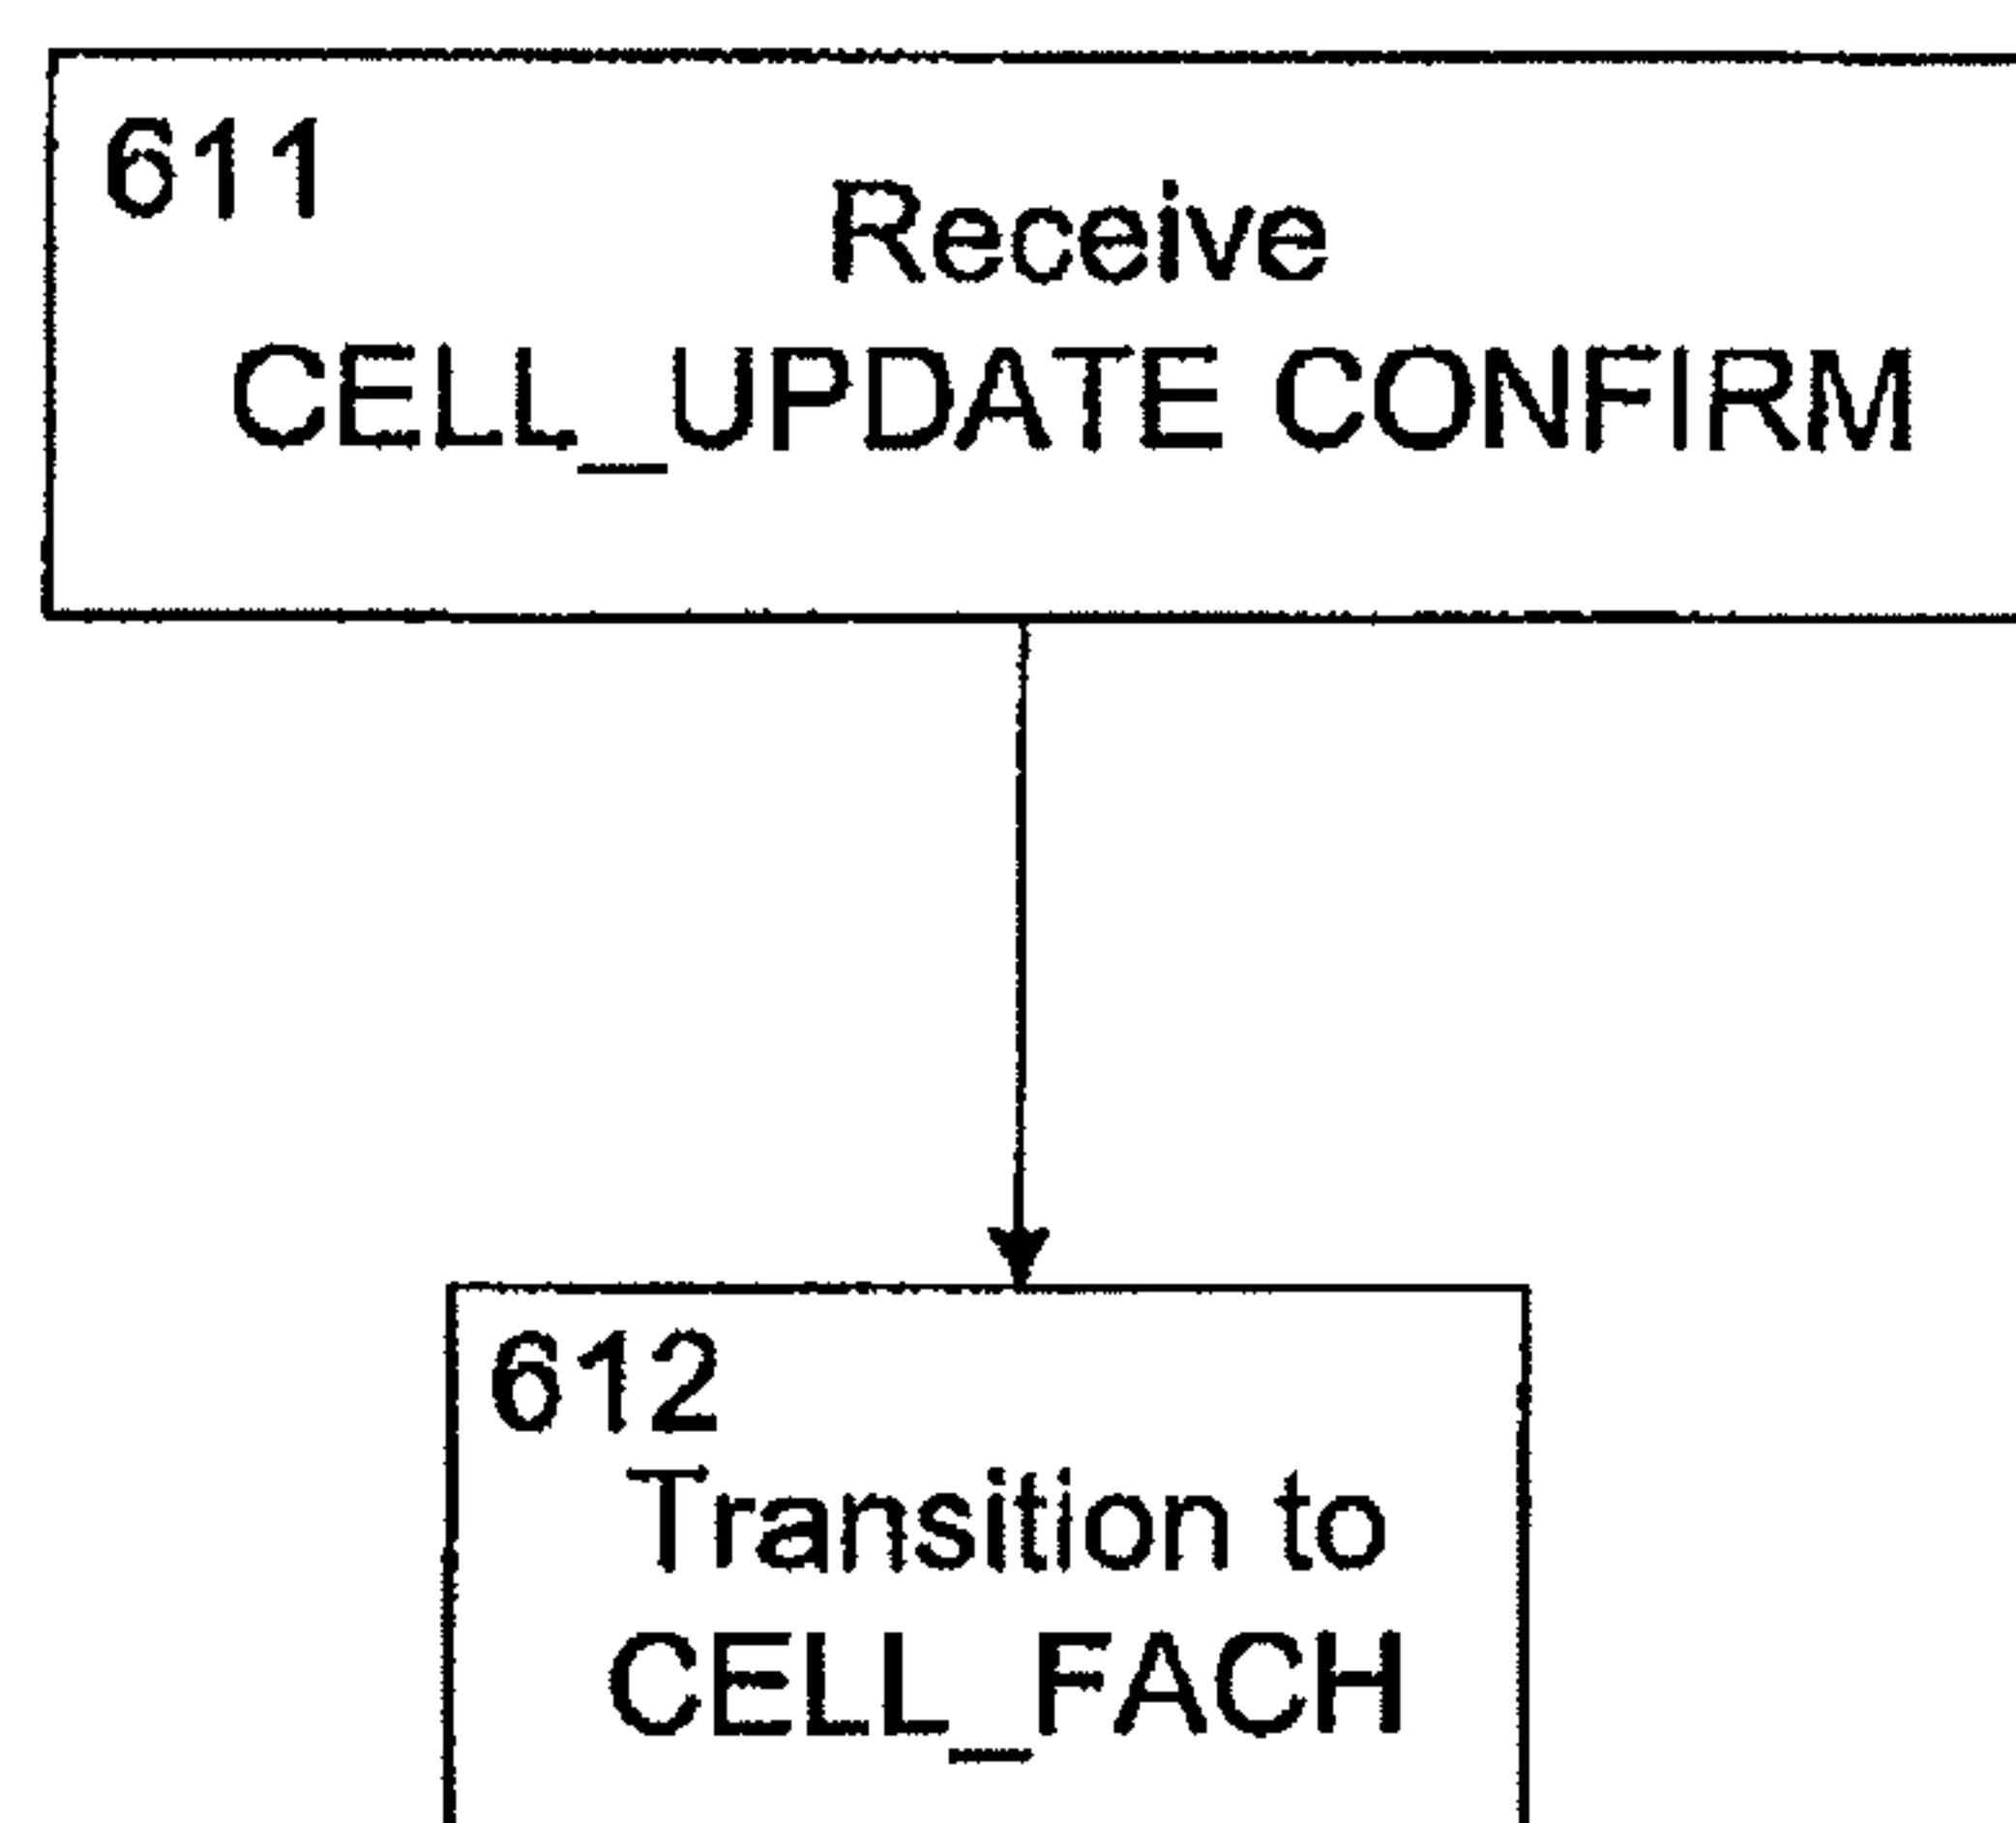 611
Receive
CELL_UPDATE CONFIRM
612
Transition to
CELL_FACH